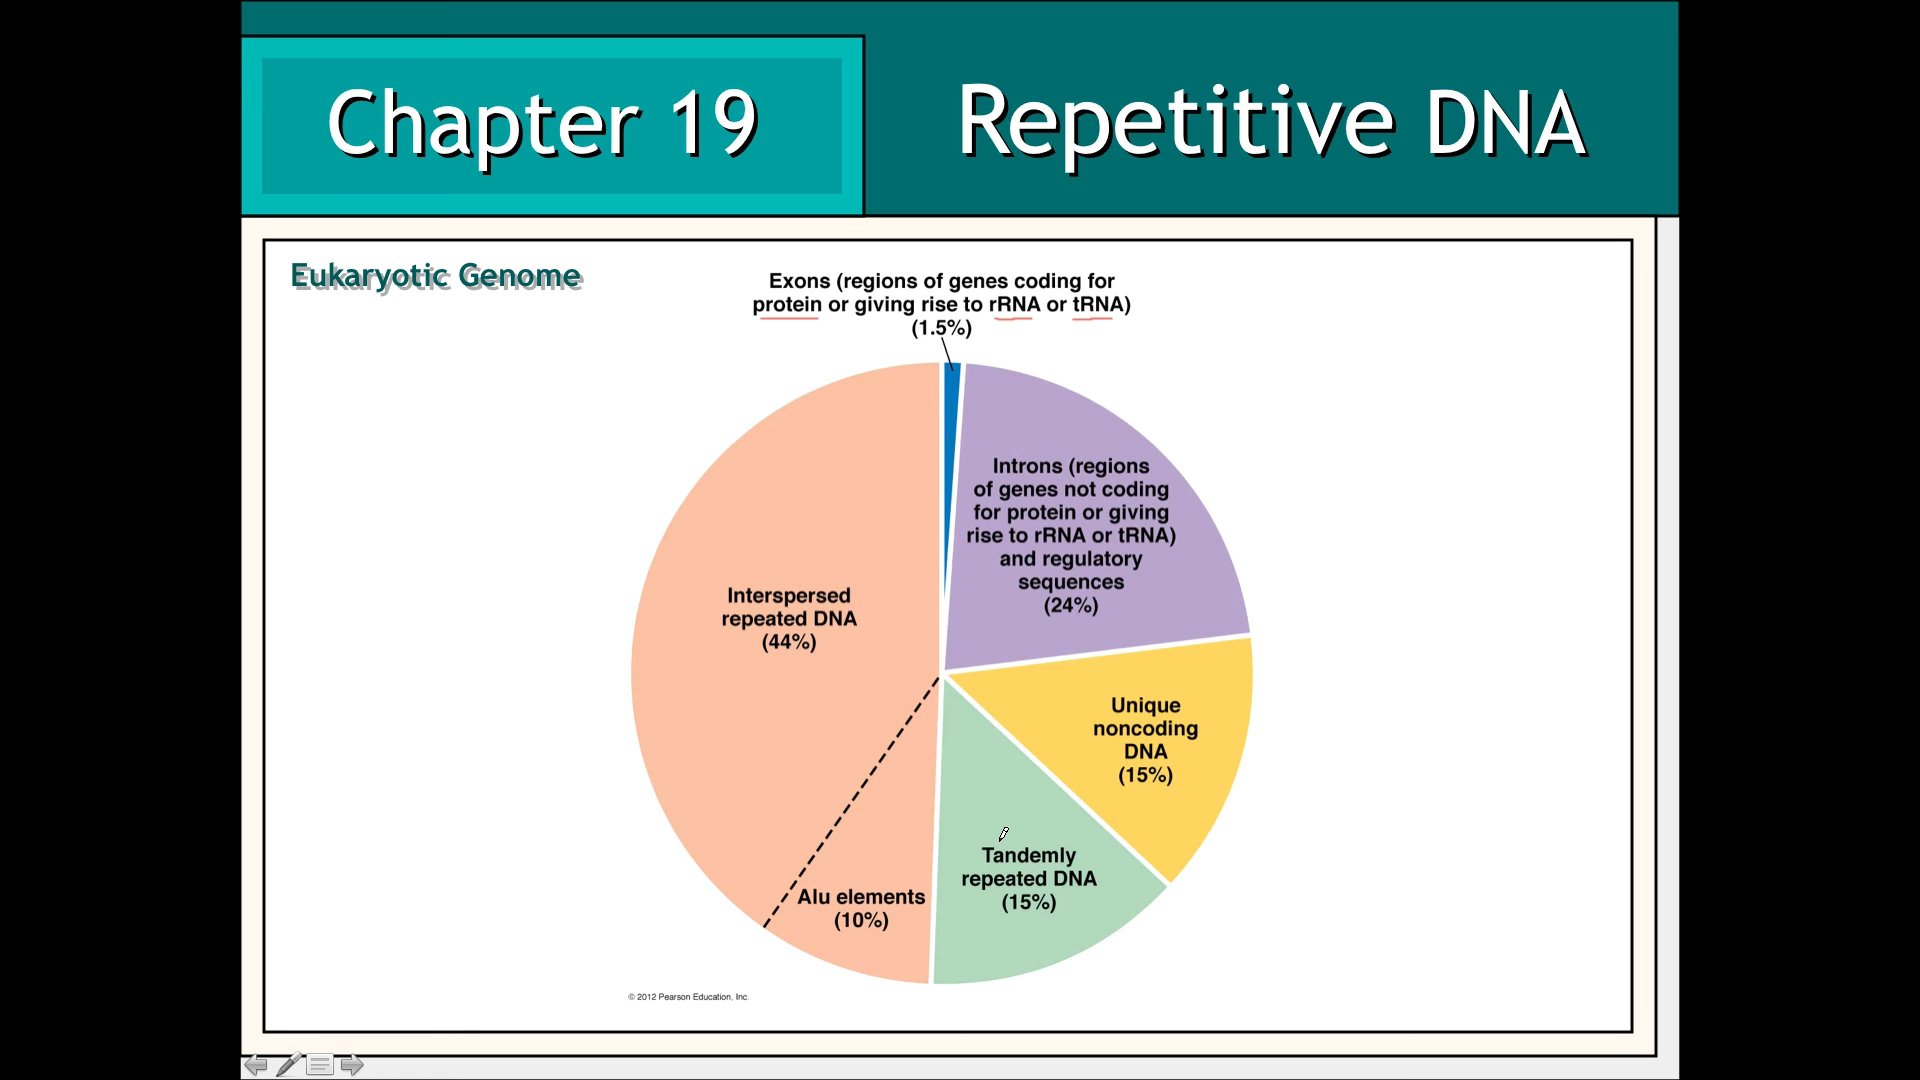 Chapter 19
Repetitive DNA
Eukaryotic Genome
Exons (regions of genes coding for
protein or giving rise to rRNA or tRNA)
(1.5%)
Introns (regions
of genes not coding
for protein or giving
rise to rRNA or tRNA)
and regulatory
sequences
(24%)
Interspersed
repeated DNA
(44%)
Unique
noncoding
DNA
(15%)
Tandemly
repeated DNA
(15%)
Alu elements
(10%)
© 2012 Pearson Education, Inc.